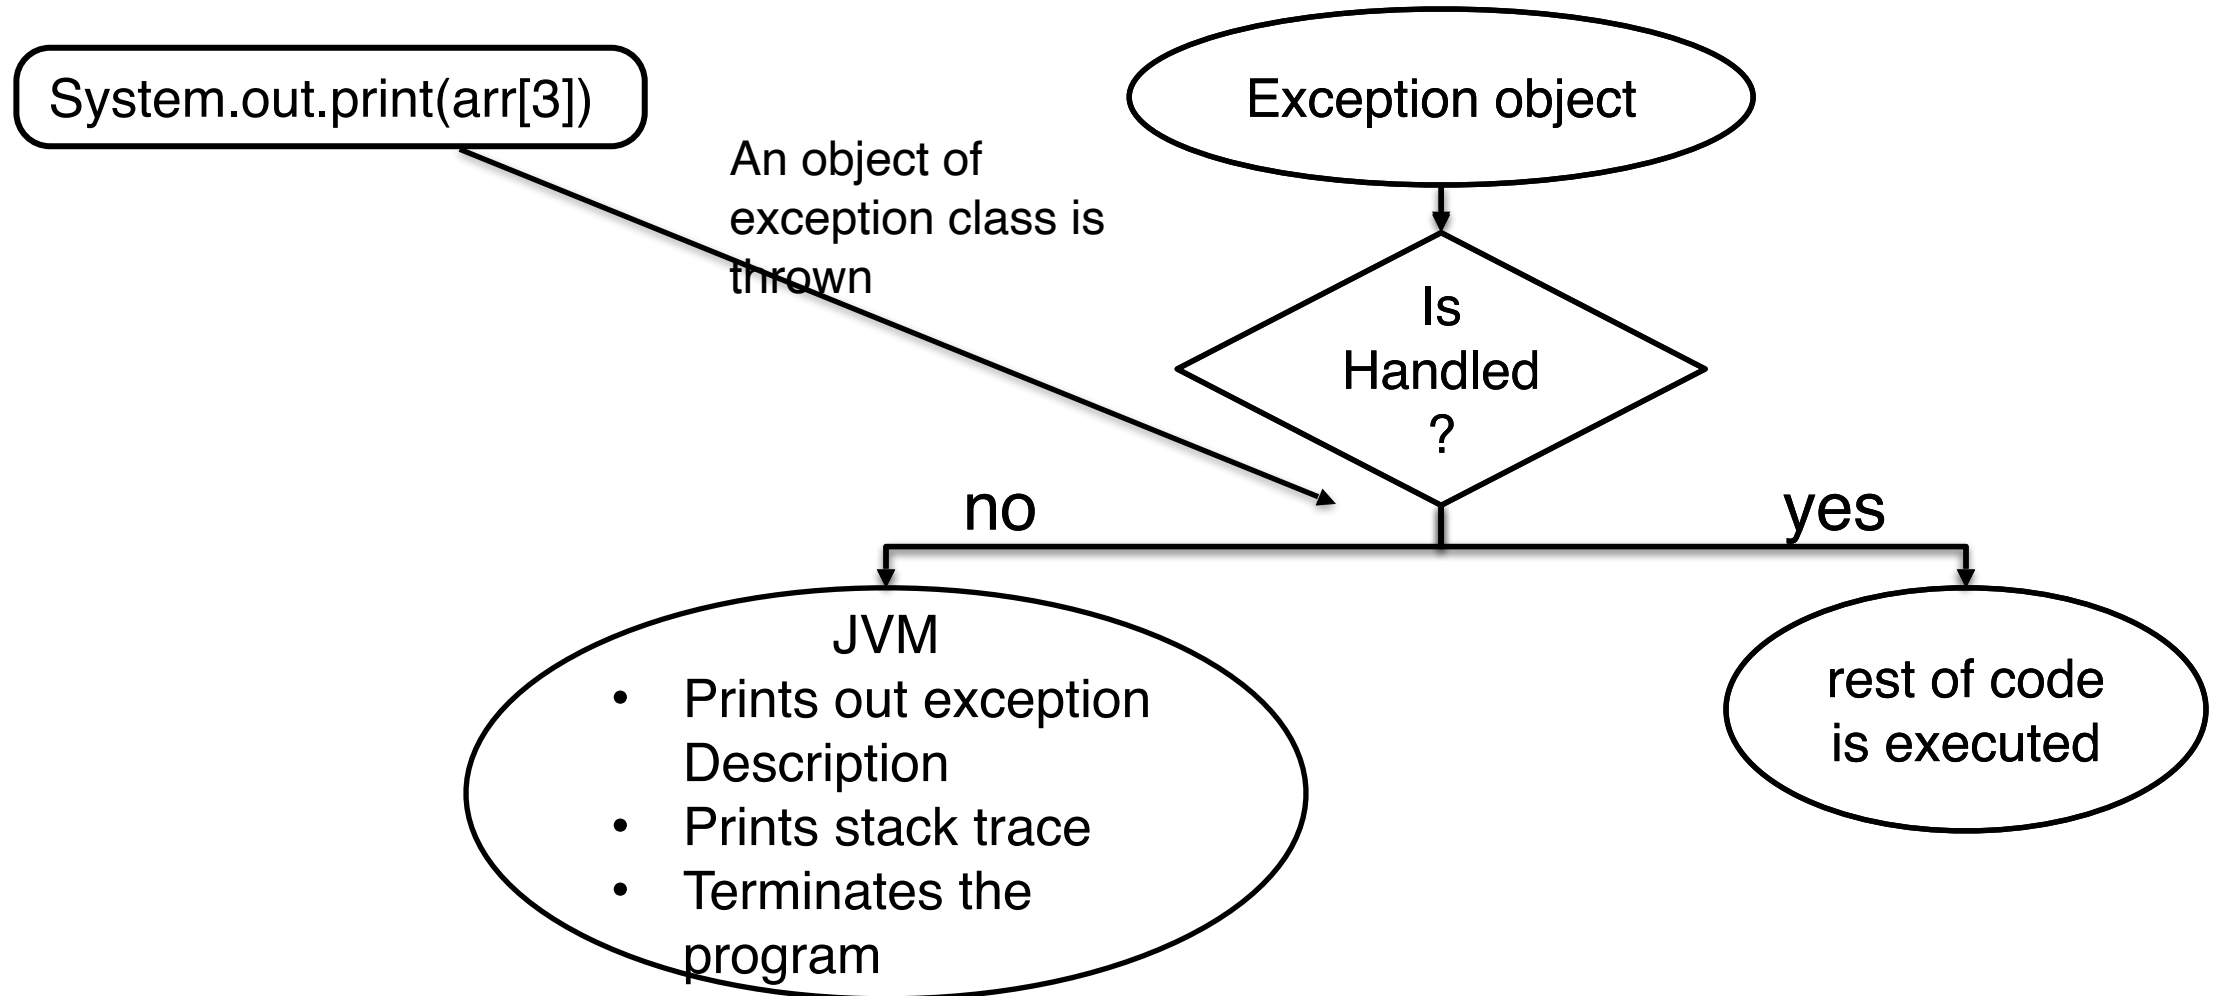 System.out.print(arr[3])
Exception object
An object of
exception class is
thrown
Is
Handled
?
no
yes
JVM
• Prints out exception
Description
• Prints stack trace
• Terminates the
program
rest of code
is executed